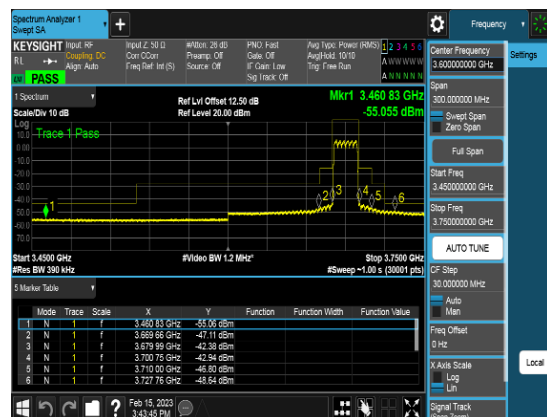 Spectrum Analyzer 1
Swept SA
Frequency
Settings
KEYSIGHT
Input: RF
Coupling: DC
Align: Auto
Input Z: 50 Ω
Corr CCorr
Freq Ref: Int (S)
#Atten: 28 dB
Preamp: Off
Source: Off
PNO: Fast
Gate: Off
IF Gain: Low
Sig Track: Off
Avg Type: Power (RMS)
Avg|Hold: 10/10
Trig: Free Run
1 2 3 4 5 6
A W W W W W
A N N N N N
PASS
1 Spectrum
Scale/Div 10 dB
Ref Lvl Offset 12.50 dB
Ref Level 20.00 dBm
Mkr1 3.460 83 GHz
-55.055 dBm
Log
Trace 1 Pass
10.0
0.00
-10.0
-20.0
-30.0
-40.0
-50.0
-60.0
-70.0
1
2
3
4
5
6
Start 3.4500 GHz
#Res BW 390 kHz
#Video BW 1.2 MHz*
Stop 3.7500 GHz
#Sweep ~1.00 s (30001 pts)
5 Marker Table
Mode Trace Scale X Y Function Function Width Function Value
1 N 1 f 3.460 83 GHz -55.06 dBm
2 N 1 f 3.669 66 GHz -47.11 dBm
3 N 1 f 3.679 99 GHz -42.38 dBm
4 N 1 f 3.700 75 GHz -42.94 dBm
5 N 1 f 3.710 00 GHz -46.80 dBm
6 N 1 f 3.727 76 GHz -48.64 dBm
Feb 15, 2023
3:43:45 PM
Center Frequency
3.600000000 GHz
Span
300.000000 MHz
Swept Span
Zero Span
Full Span
Start Freq
3.450000000 GHz
Stop Freq
3.750000000 GHz
AUTO TUNE
CF Step
30.000000 MHz
Auto
Man
Freq Offset
0 Hz
X Axis Scale
Log
Lin
Signal Track
Local